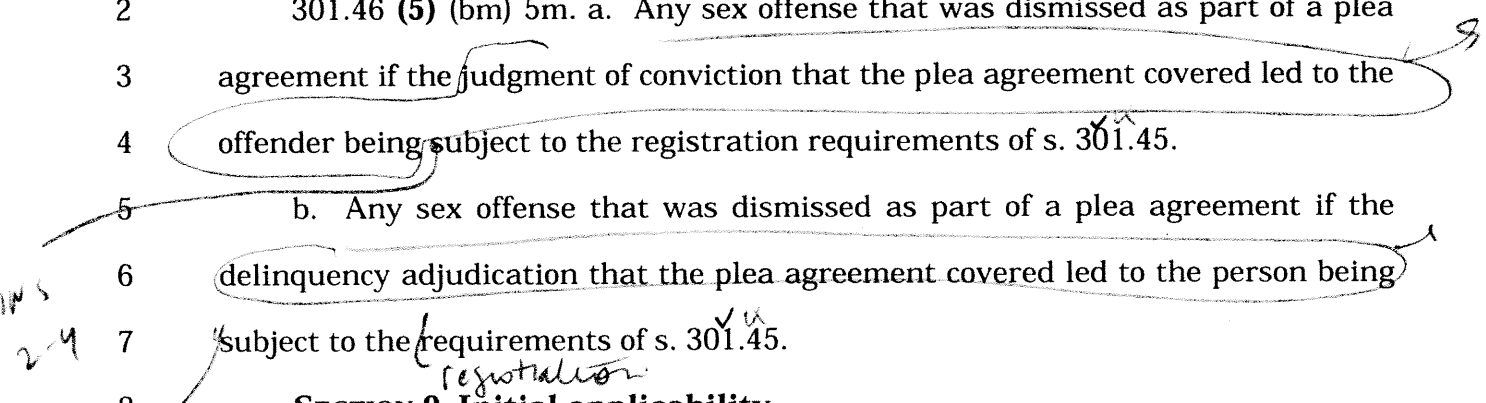 2 301.46 (5) (bm) 5m. a. Any sex offense that was dismissed as part of a plea
3 agreement if the judgment of conviction that the plea agreement covered led to the
4 offender being subject to the registration requirements of s. 301.45.
5 b. Any sex offense that was dismissed as part of a plea agreement if the
6 delinquency adjudication that the plea agreement covered led to the person being
INS
2-4 7 subject to the requirements of s. 301.45.
registration
SECTION 9. Initial applicability.